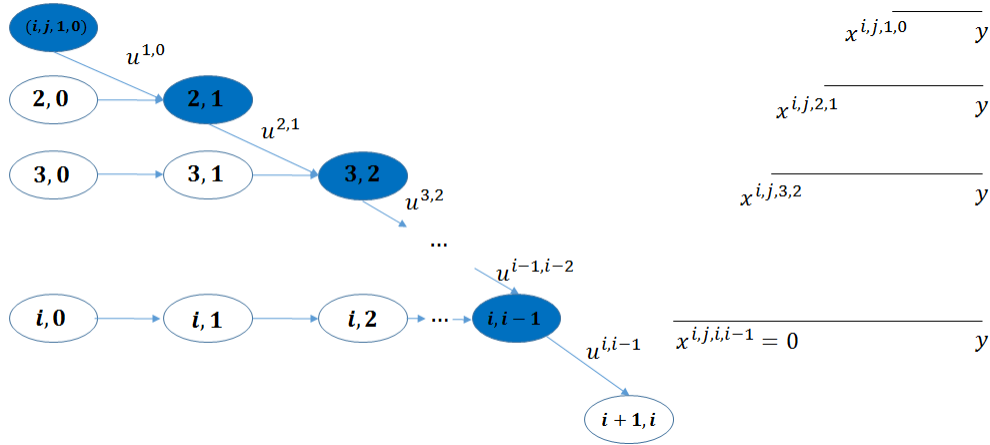 (i, j, 1, 0)
u^{1,0}
x^{i,j,1,0} y
2, 0 2, 1
u^{2,1}
x^{i,j,2,1} y
3, 0 3, 1 3, 2
u^{3,2}
x^{i,j,3,2} y
...
u^{i−1,i−2}
i, 0 i, 1 i, 2 ... i, i − 1
u^{i,i−1}
x^{i,j,i,i−1} = 0 y
i + 1, i